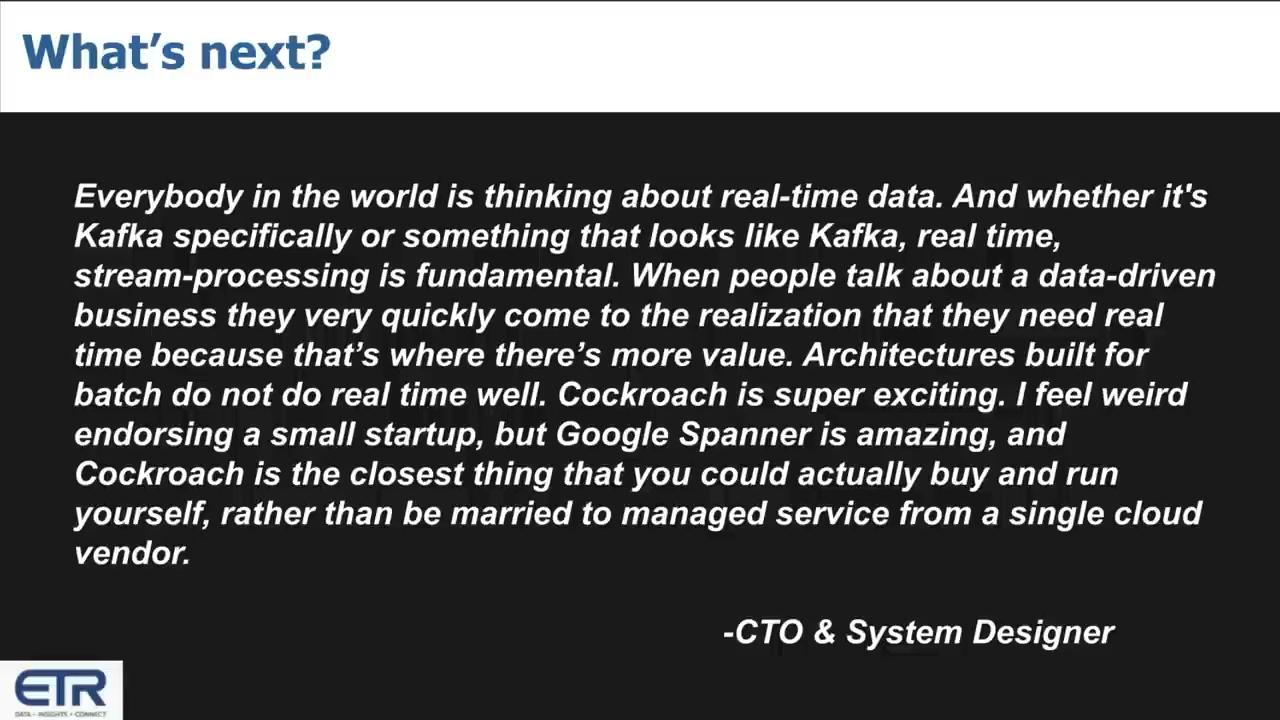 What’s next?
Everybody in the world is thinking about real-time data. And whether it's
Kafka specifically or something that looks like Kafka, real time,
stream-processing is fundamental. When people talk about a data-driven
business they very quickly come to the realization that they need real
time because that’s where there’s more value. Architectures built for
batch do not do real time well. Cockroach is super exciting. I feel weird
endorsing a small startup, but Google Spanner is amazing, and
Cockroach is the closest thing that you could actually buy and run
yourself, rather than be married to managed service from a single cloud
vendor.
-CTO & System Designer
ETR
DATA • INSIGHTS • CONNECT